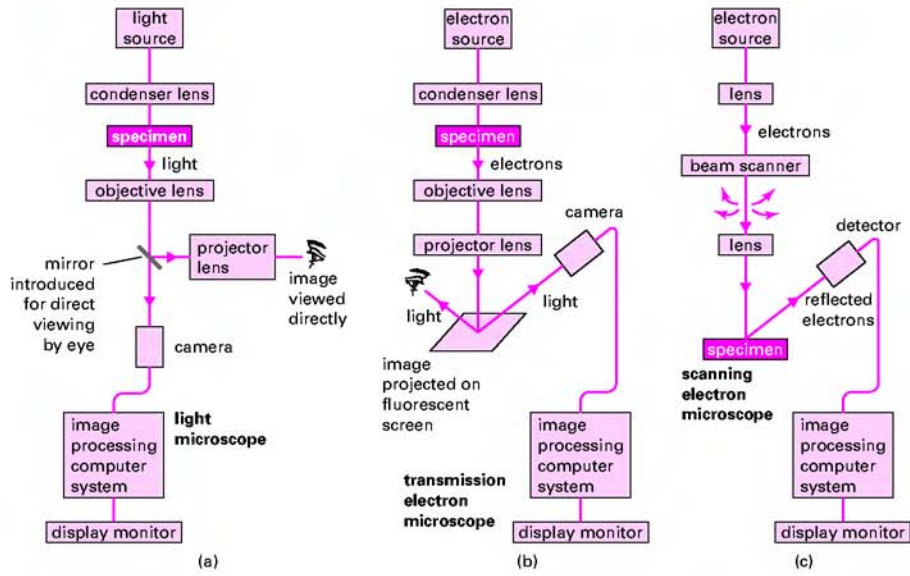 light
source
condenser lens
specimen
light
objective lens
mirror
introduced
for direct
viewing
by eye
projector
lens
image
viewed
directly
camera
light
microscope
image
processing
computer
system
display monitor
(a)
electron
source
condenser lens
specimen
electrons
objective lens
projector lens
camera
light
light
image
projected on
fluorescent
screen
transmission
electron
microscope
image
processing
computer
system
display monitor
(b)
electron
source
lens
electrons
beam scanner
lens
detector
reflected
electrons
specimen
scanning
electron
microscope
image
processing
computer
system
display monitor
(c)